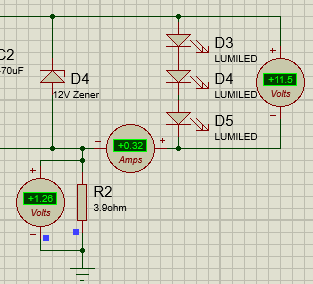 D3
LUMILED
C2
470uF
D4
12V Zener
D4
LUMILED
+11.5
Volts
D5
LUMILED
+0.32
Amps
+1.26
Volts
R2
3.9ohm